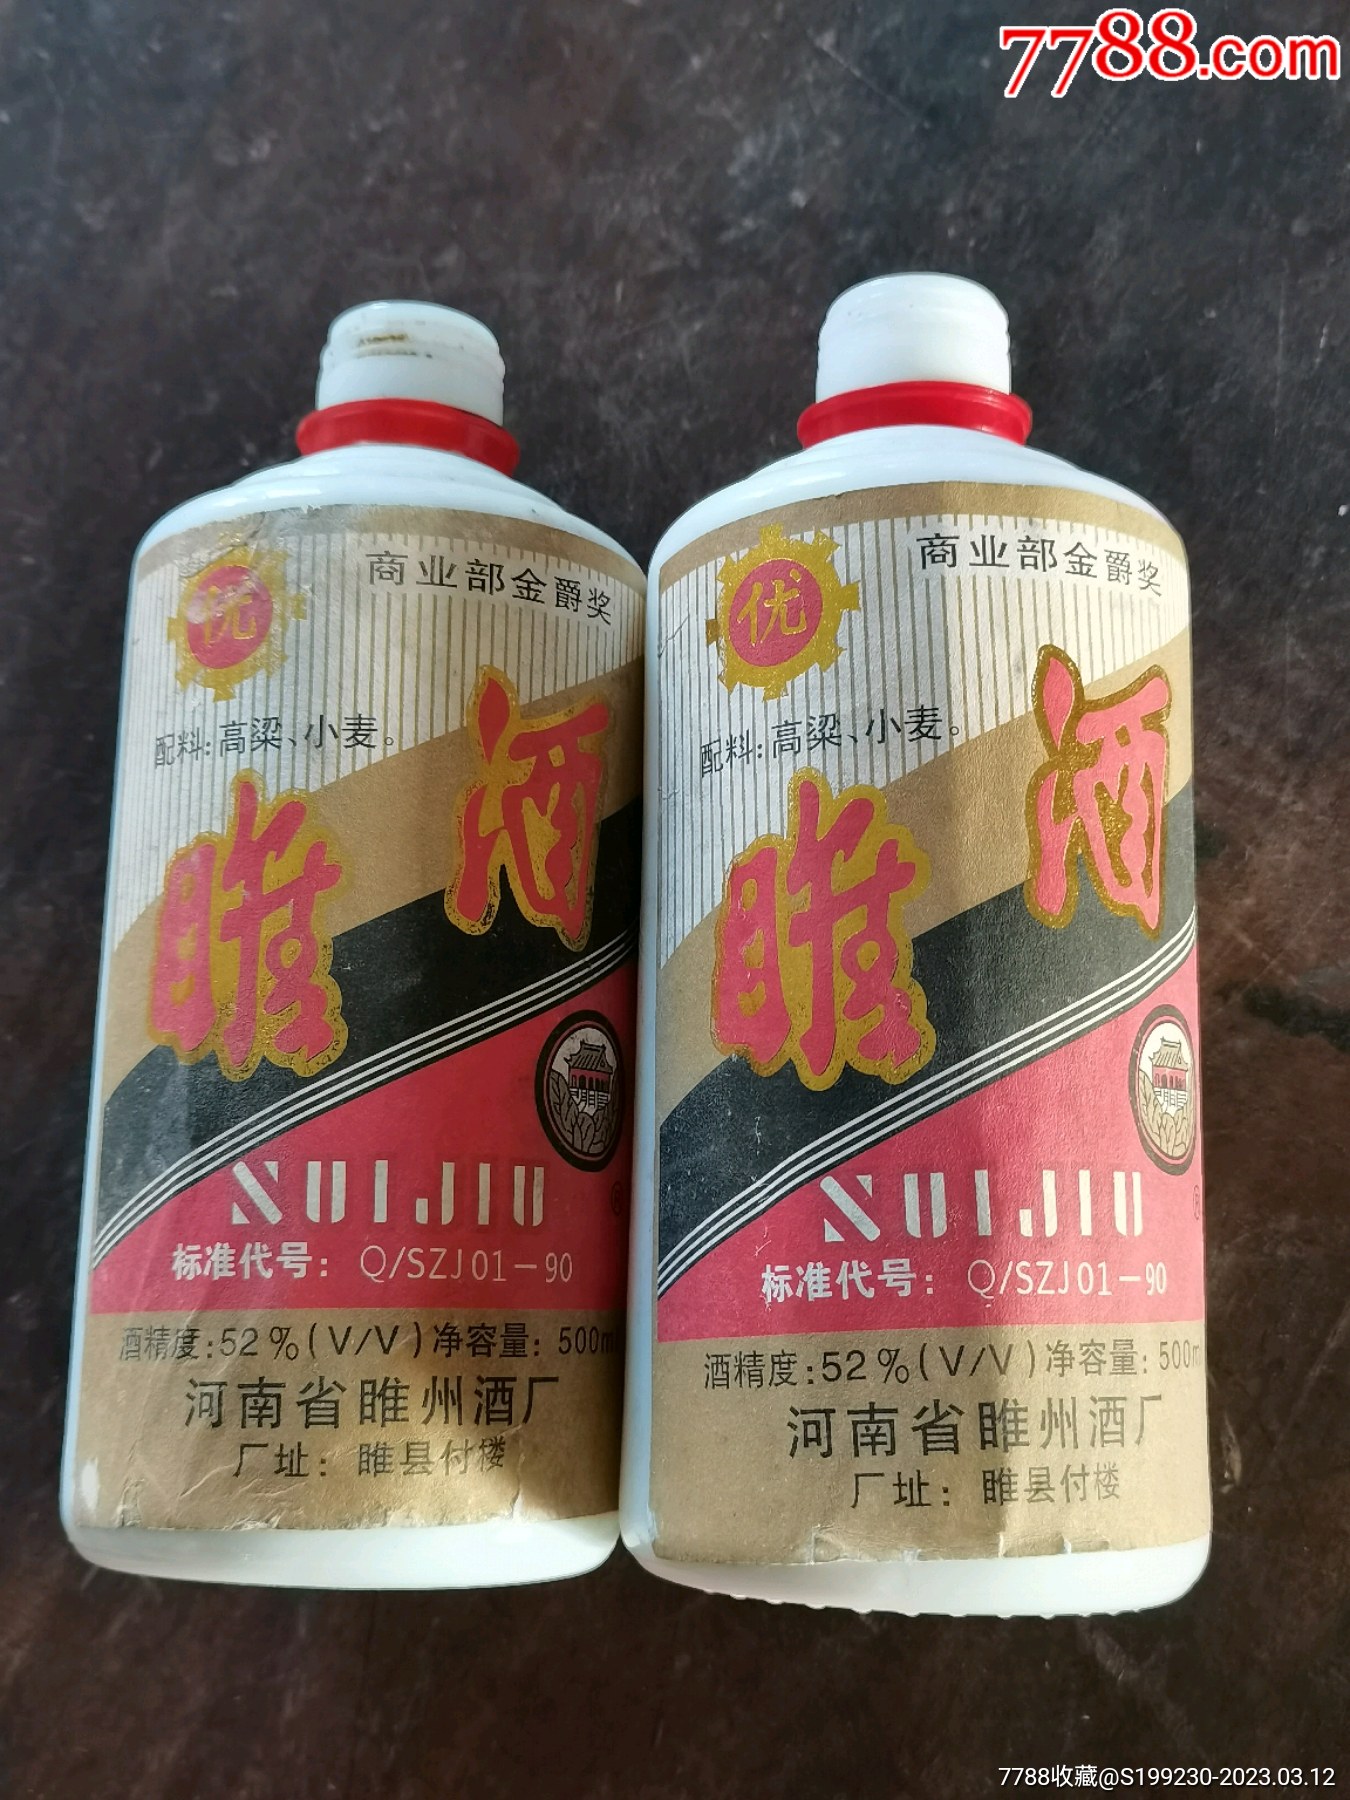 7788.com
优
商业部金爵奖
配料:高粱、小麦。
睢酒
SUIJIU
标准代号: Q/SZJ01-90
酒精度:52%(V/V)净容量:500m
河南省睢州酒厂
厂址: 睢县付楼
优
商业部金爵奖
配料:高粱、小麦。
睢酒
SUIJIU
®
标准代号: Q/SZJ01-90
酒精度:52%(V/V)净容量:500m
河南省睢州酒厂
厂址: 睢县付楼
7788收藏@S199230-2023.03.12